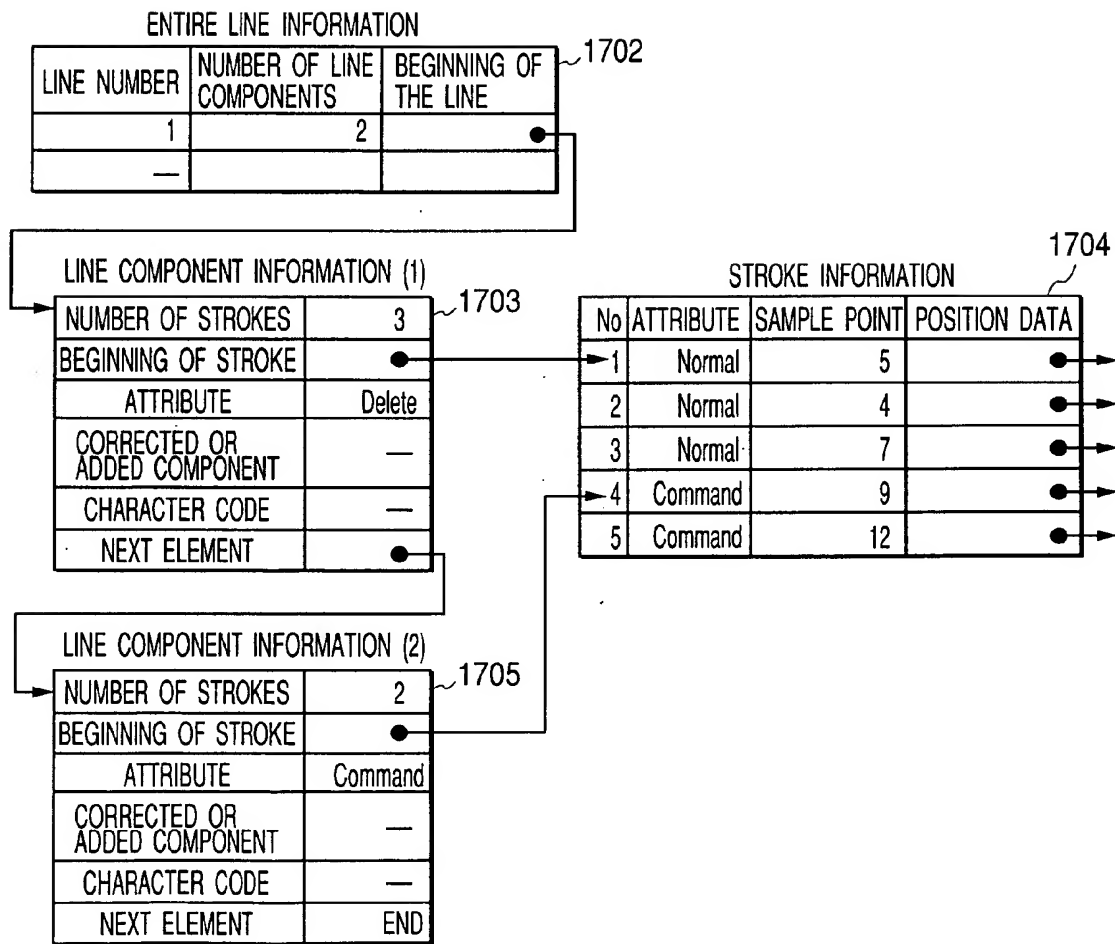 ENTIRE LINE INFORMATION
1702
LINE NUMBER NUMBER OF LINE COMPONENTS BEGINNING OF THE LINE
1 2
—
LINE COMPONENT INFORMATION (1)
1703
NUMBER OF STROKES 3
BEGINNING OF STROKE
ATTRIBUTE Delete
CORRECTED OR
ADDED COMPONENT —
CHARACTER CODE —
NEXT ELEMENT
STROKE INFORMATION
1704
No ATTRIBUTE SAMPLE POINT POSITION DATA
1 Normal 5
2 Normal 4
3 Normal 7
4 Command 9
5 Command 12
LINE COMPONENT INFORMATION (2)
1705
NUMBER OF STROKES 2
BEGINNING OF STROKE
ATTRIBUTE Command
CORRECTED OR
ADDED COMPONENT —
CHARACTER CODE —
NEXT ELEMENT END